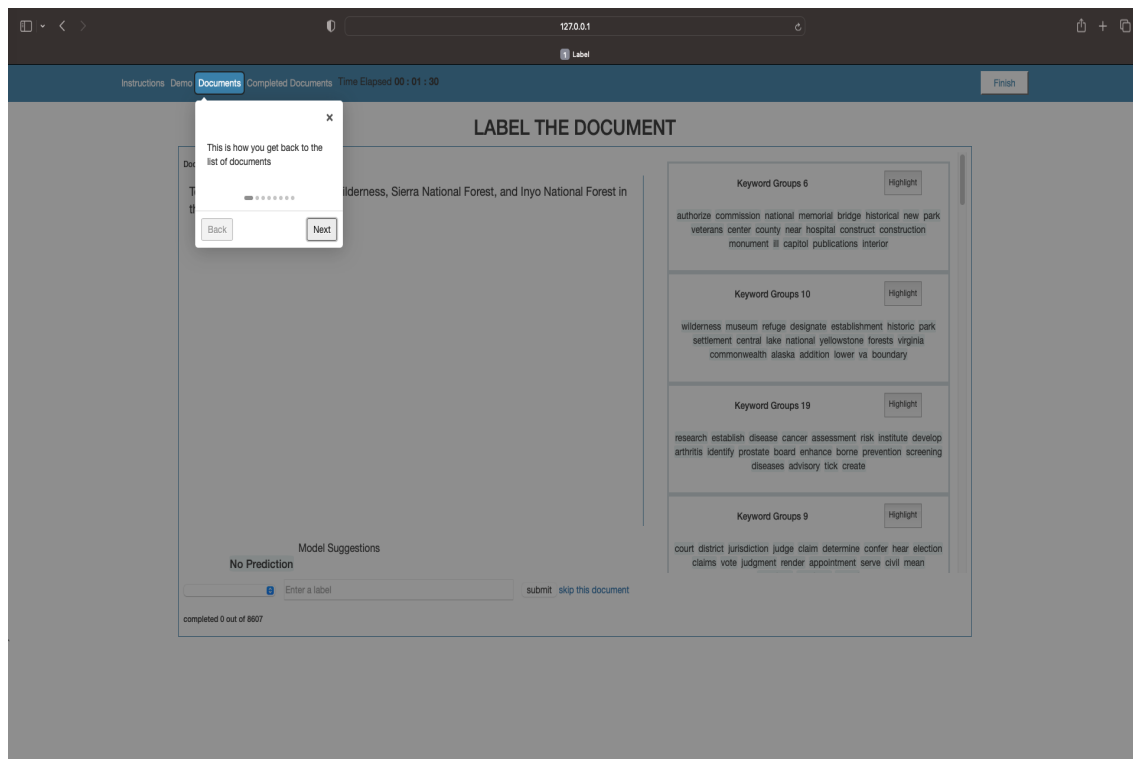 127.0.0.1
1 Label
Instructions Demo Documents Completed Documents Time Elapsed 00 : 01 : 30
Finish
x
This is how you get back to the
list of documents
Back
Next
LABEL THE DOCUMENT
ilderness, Sierra National Forest, and Inyo National Forest in
Model Suggestions
No Prediction
Enter a label
submit skip this document
completed 0 out of 8607
Keyword Groups 6
Highlight
authorize commission national memorial bridge historical new park
veterans center county near hospital construct construction
monument ill capitol publications interior
Keyword Groups 10
Highlight
wilderness museum refuge designate establishment historic park
settlement central lake national yellowstone forests virginia
commonwealth alaska addition lower va boundary
Keyword Groups 19
Highlight
research establish disease cancer assessment risk institute develop
arthritis identify prostate board enhance borne prevention screening
diseases advisory tick create
Keyword Groups 9
Highlight
court district jurisdiction judge claim determine confer hear election
claims vote judgment render appointment serve civil mean